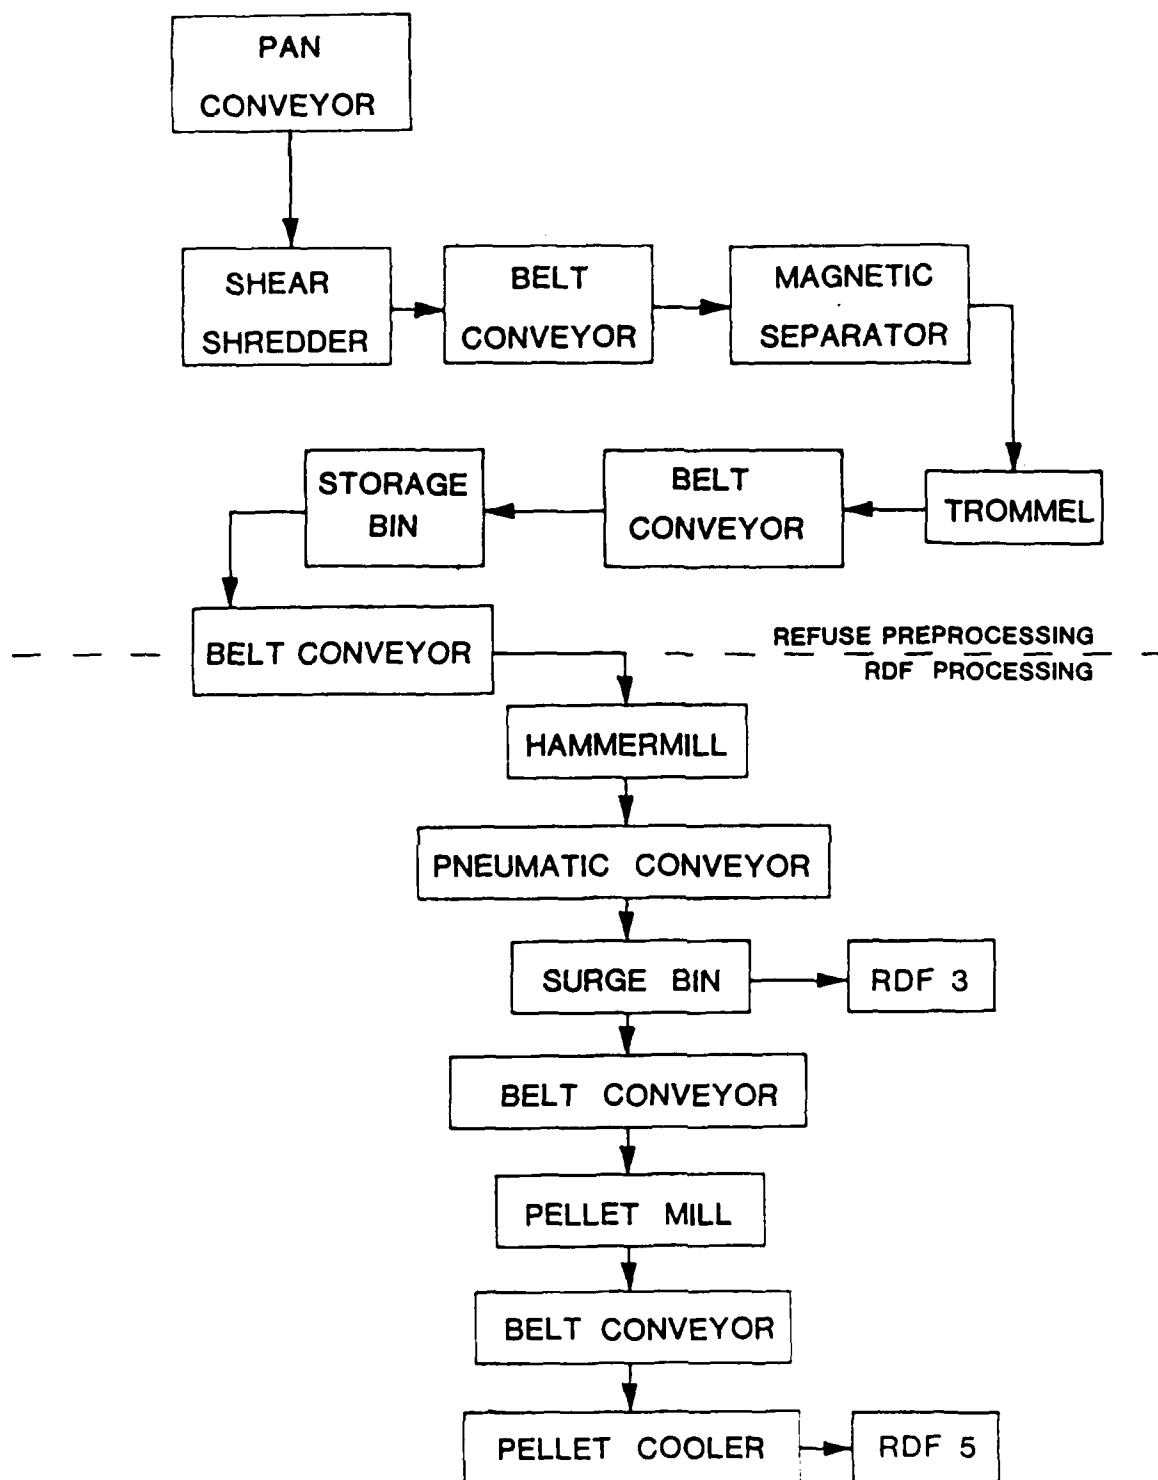 PAN
CONVEYOR
SHEAR
SHREDDER
BELT
CONVEYOR
MAGNETIC
SEPARATOR
TROMMEL
BELT
CONVEYOR
STORAGE
BIN
BELT CONVEYOR
REFUSE PREPROCESSING
RDF PROCESSING
HAMMERMILL
PNEUMATIC CONVEYOR
SURGE BIN
RDF 3
BELT CONVEYOR
PELLET MILL
BELT CONVEYOR
PELLET COOLER
RDF 5